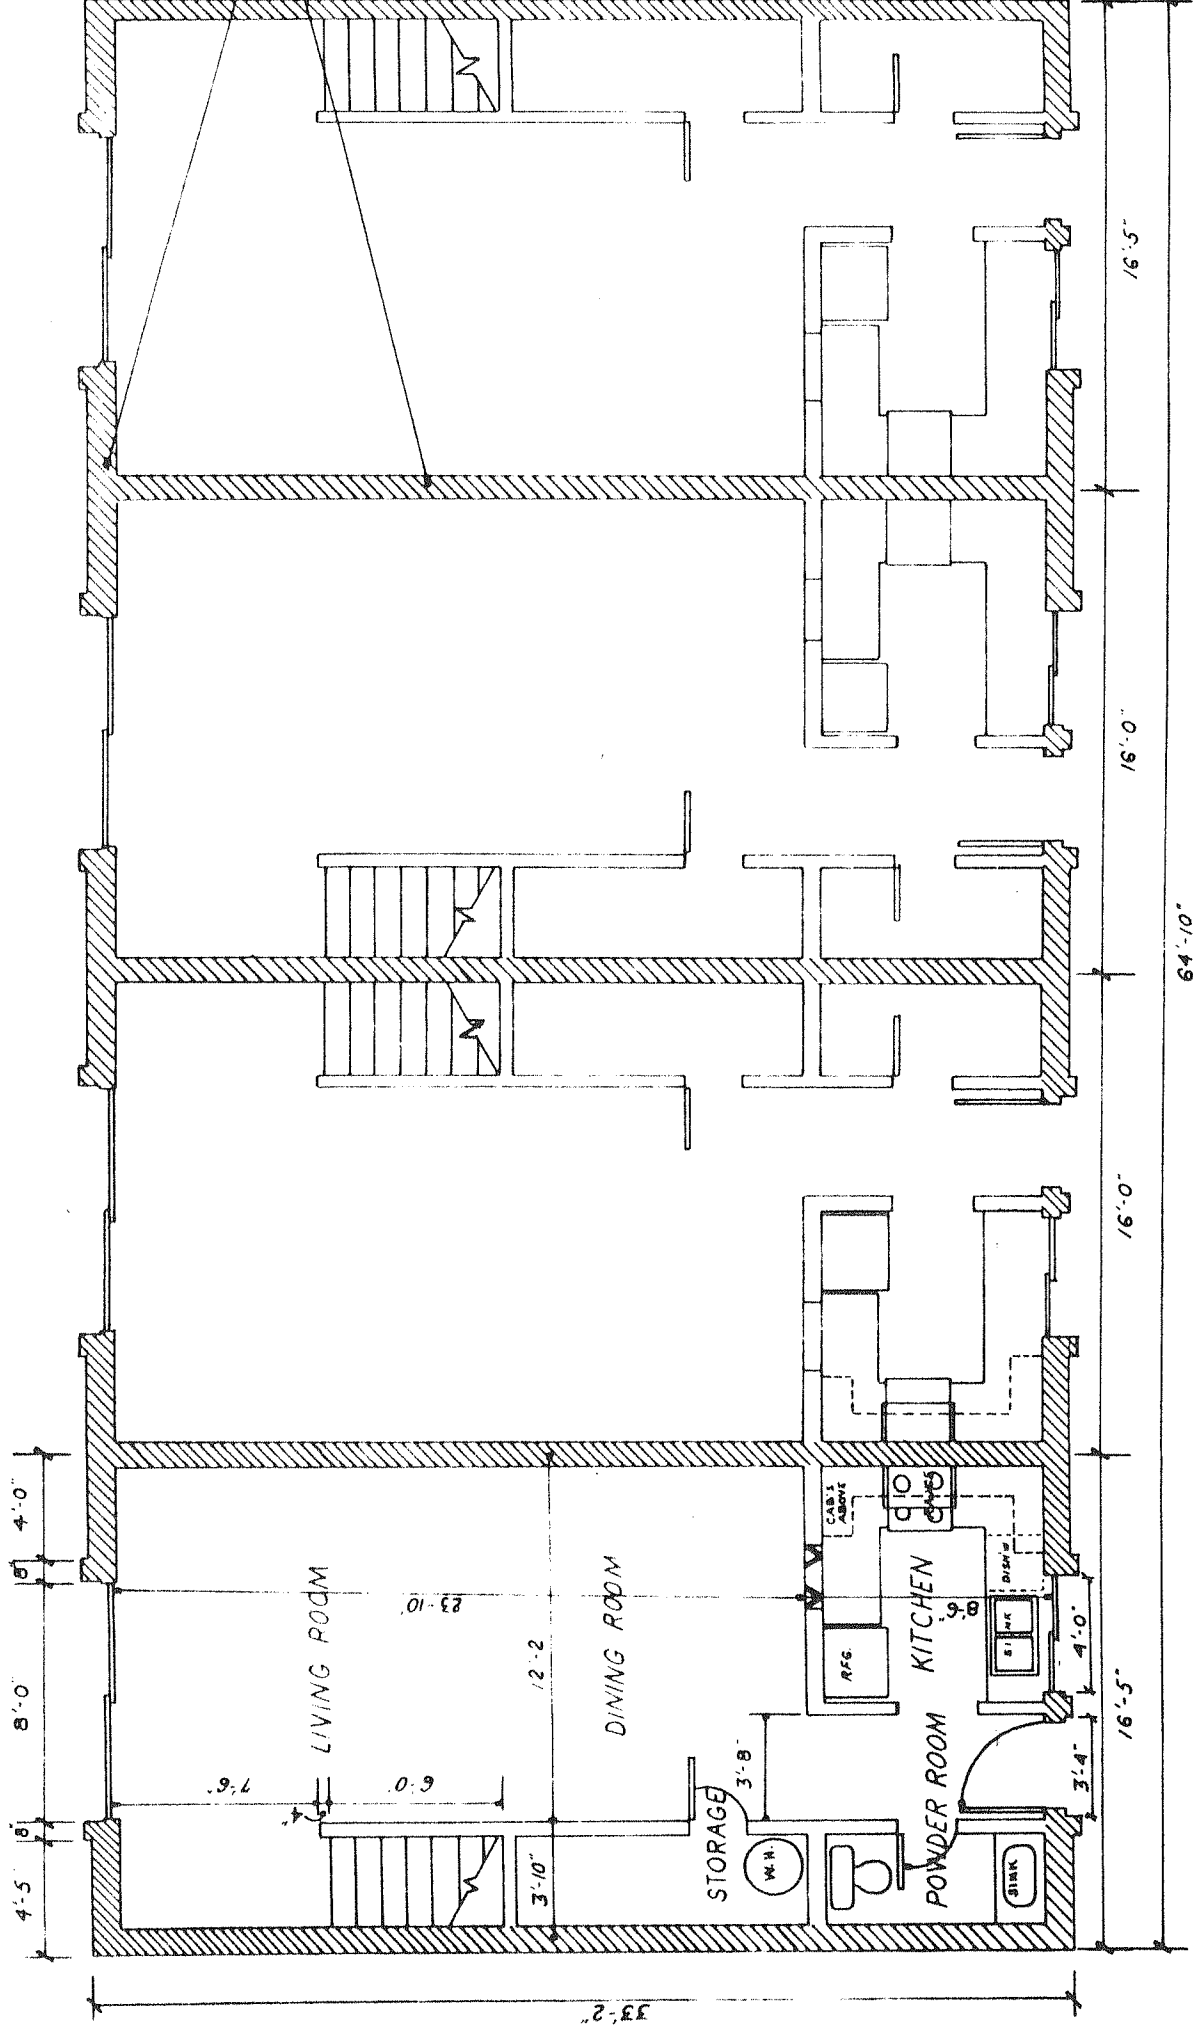 4'-5
8"
8'-0"
8"
4'-0"
7'-6"
4"
6'-0"
LIVING ROOM
23'-10"
12'-2
3'-10"
DINING ROOM
STORAGE
W.H.
3'-8"
RFG.
CAB'S
ABOVE
RANGE
KITCHEN
8'-6"
POWDER ROOM
SINK
SINK
DISH'W
3'-4"
4'-0"
16'-5"
16'-0"
16'-0"
16'-5"
64'-10"
33'-2"